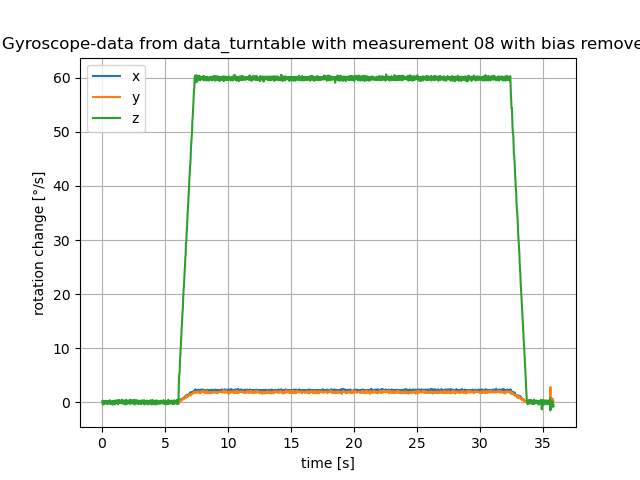 Gyroscope-data from data_turntable with measurement 08 with bias remove
x
y
z
rotation change [°/s]
60
50
40
30
20
10
0
0 5 10 15 20 25 30 35
time [s]